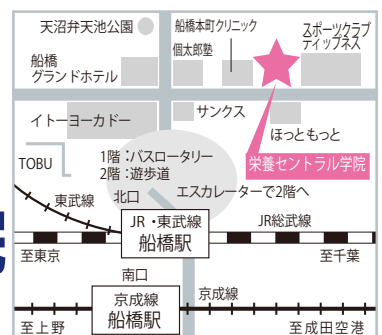 天沼弁天池公園
船橋本町クリニック
スポーツクラブ
ティップネス
個太郎塾
船橋
グランドホテル
サンクス
イトーヨーカドー
ほっともっと
TOBU
1階：バスロータリー
2階：遊歩道
栄養セントラル学院
北口
エスカレーターで2階へ
東武線
JR・東武線
船橋駅
JR総武線
至東京
至千葉
南口
京成線
船橋駅
京成線
至上野
至成田空港